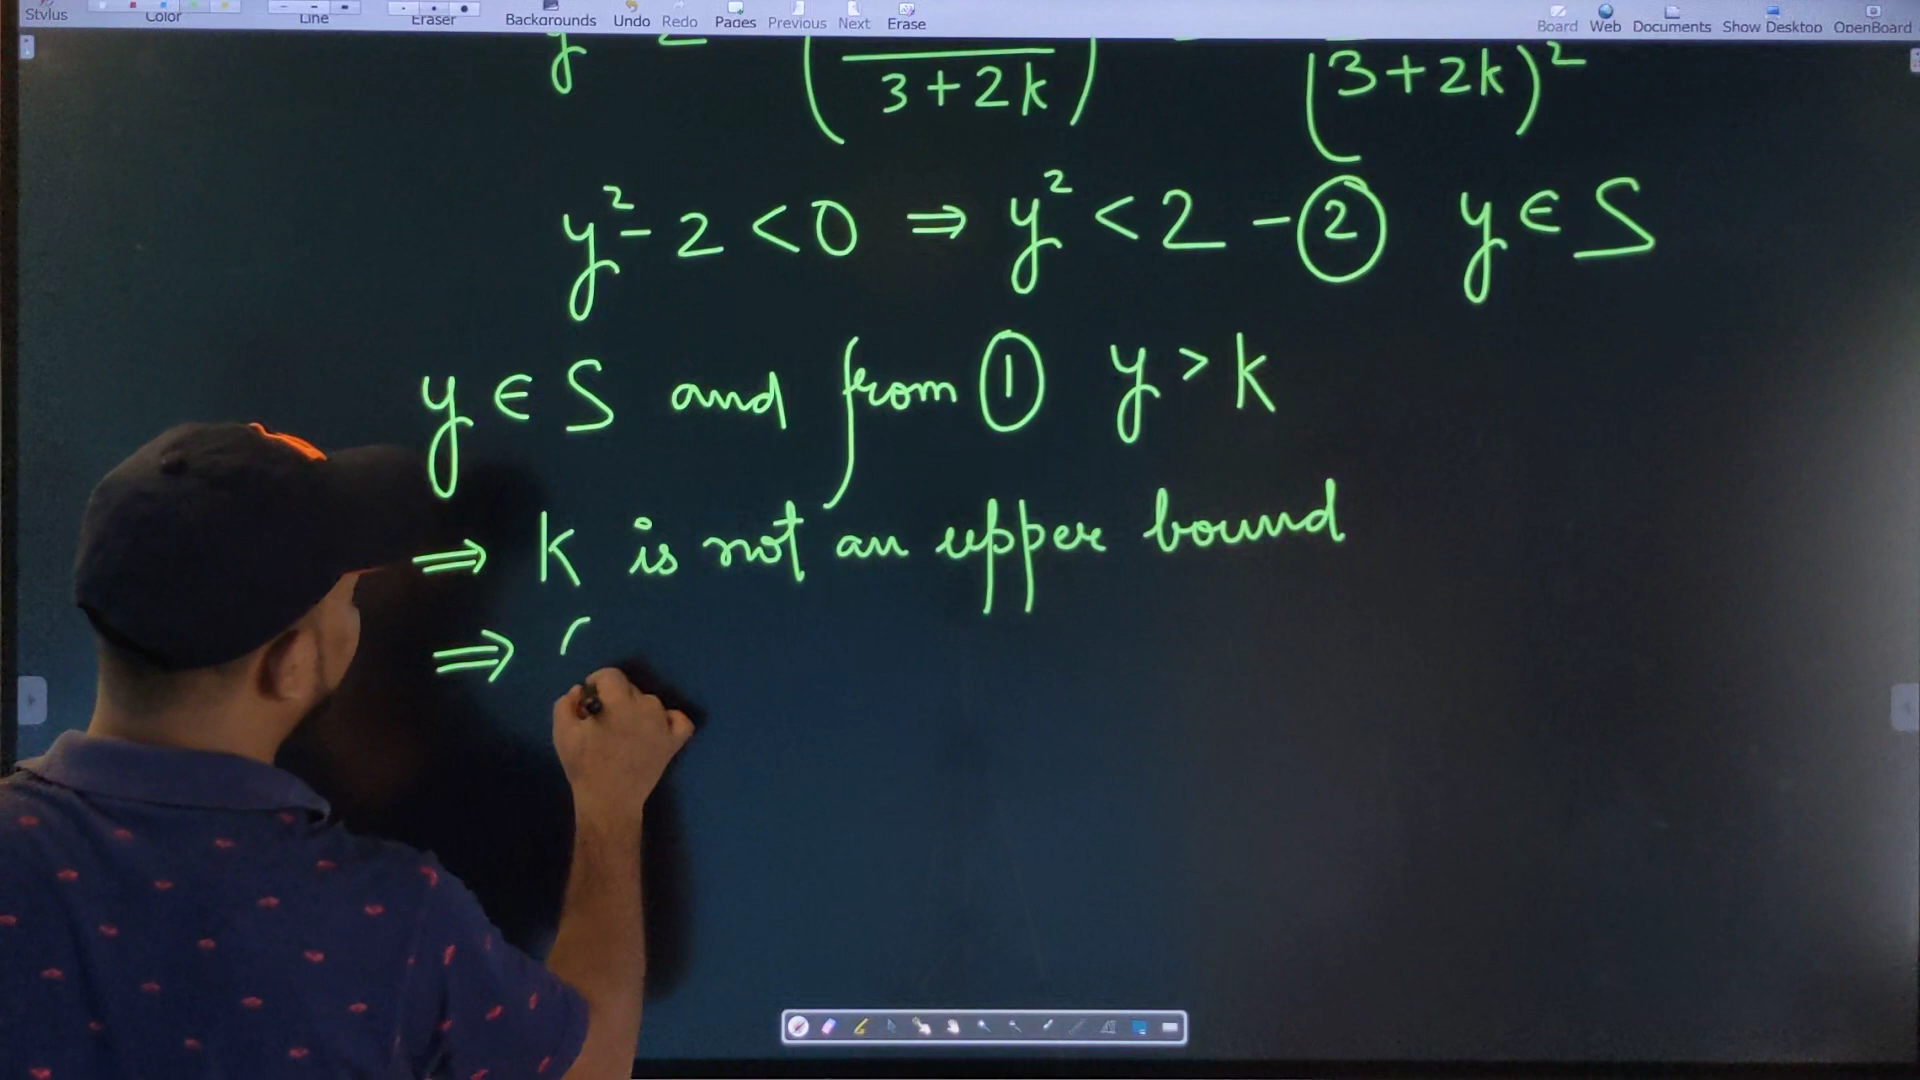 Stylus Color Line Eraser Backgrounds Undo Redo Pages Previous Next Erase Board Web Documents Show Desktop OpenBoard
3+2k) (3+2k)²
y²-2<0 ⇒ y²<2 -② y∈S
y∈S and from ① y>k
⇒ k is not an upper bound
⇒